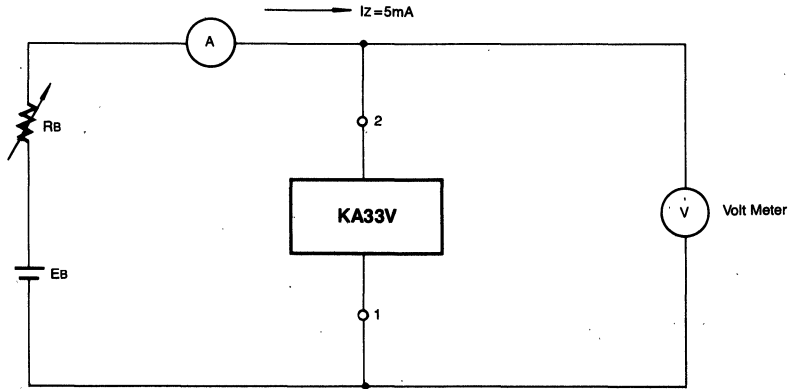 Iz=5mA
A
2
RB
KA33V
V
Volt Meter
EB
1